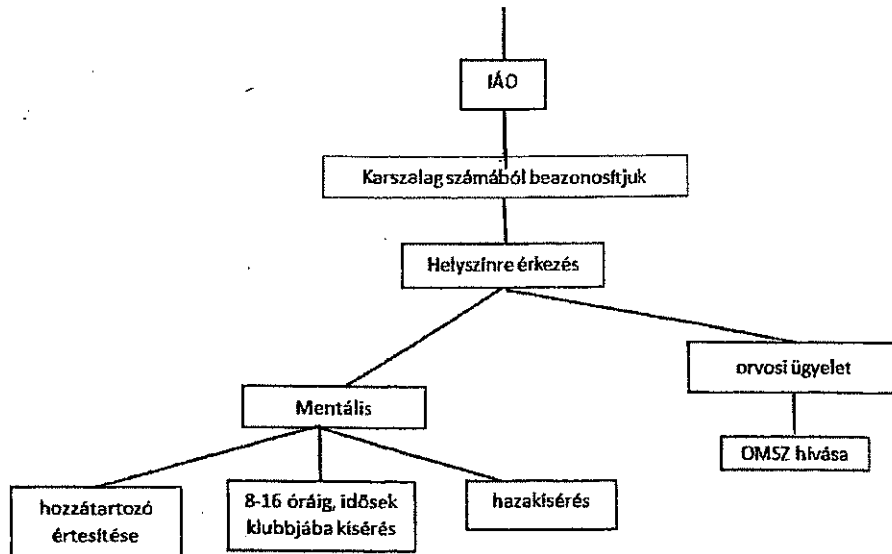 IÁO
Karszalag számából beazonosítjuk
Helyszínre érkezés
orvosi ügyelet
Mentális
OMSZ hívása
hozzátartozó
értesítése
8-16 óráig, idősek
klubbjába kísérés
hazakísérés